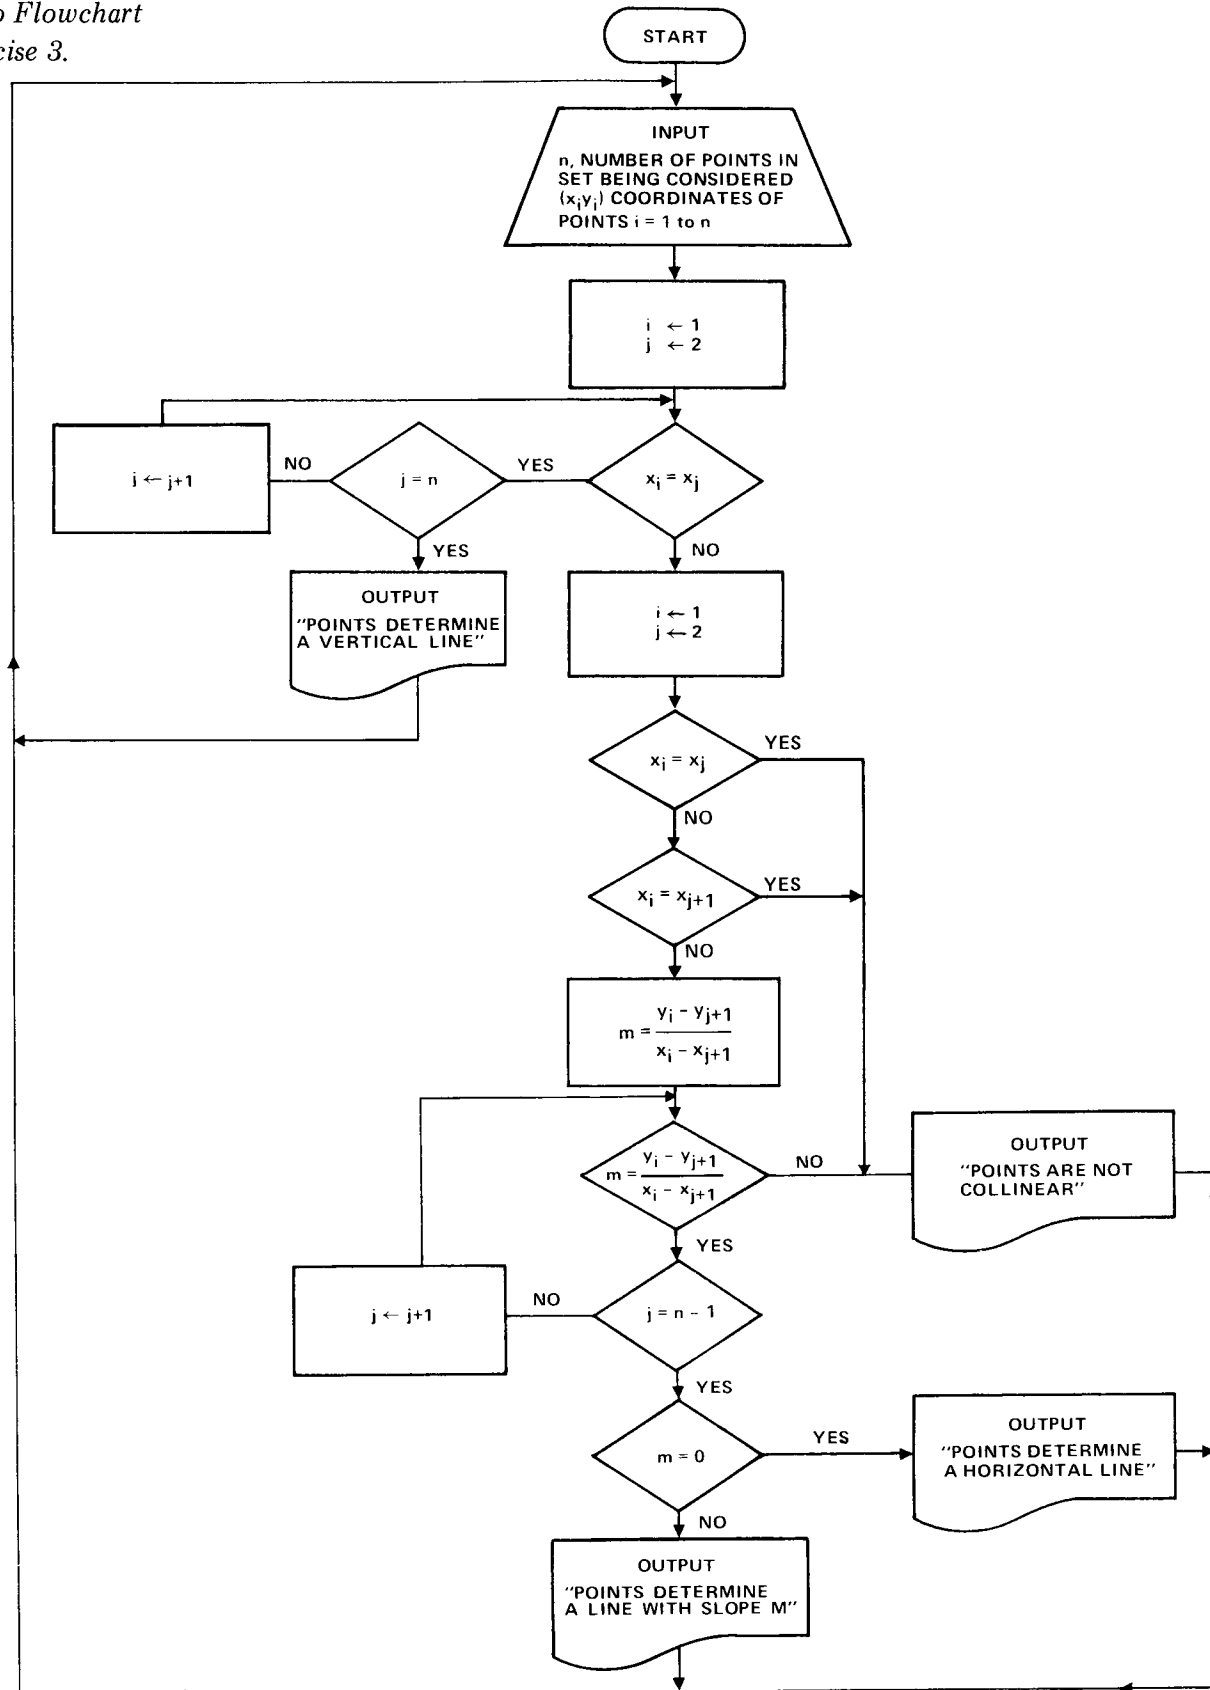 Flowchart
3.
START
INPUT
n, NUMBER OF POINTS IN
SET BEING CONSIDERED
(xᵢyᵢ) COORDINATES OF
POINTS i = 1 to n
i ← 1
j ← 2
j ← j+1
NO
j = n
YES
xᵢ = xⱼ
YES
NO
OUTPUT
"POINTS DETERMINE
A VERTICAL LINE"
i ← 1
j ← 2
xᵢ = xⱼ
YES
NO
xᵢ = xⱼ₊₁
YES
NO
m = yᵢ - yⱼ₊₁
xᵢ - xⱼ₊₁
m = yᵢ - yⱼ₊₁
xᵢ - xⱼ₊₁
NO
OUTPUT
"POINTS ARE NOT
COLLINEAR"
YES
j ← j+1
NO
j = n - 1
YES
m = 0
YES
OUTPUT
"POINTS DETERMINE
A HORIZONTAL LINE"
NO
OUTPUT
"POINTS DETERMINE
A LINE WITH SLOPE M"